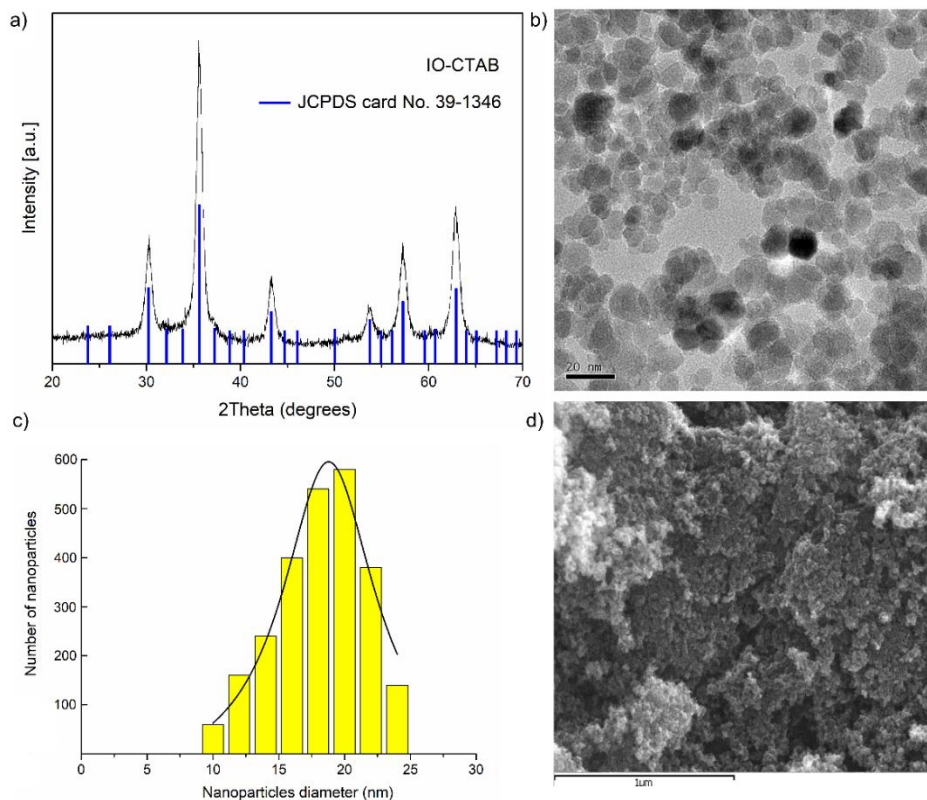 a)
IO-CTAB
JCPDS card No. 39-1346
Intensity [a.u.]
20 30 40 50 60 70
2Theta (degrees)
b)
20 nm
c)
600
500
400
300
200
100
Number of nanoparticles
0 5 10 15 20 25 30
Nanoparticles diameter (nm)
d)
1µm